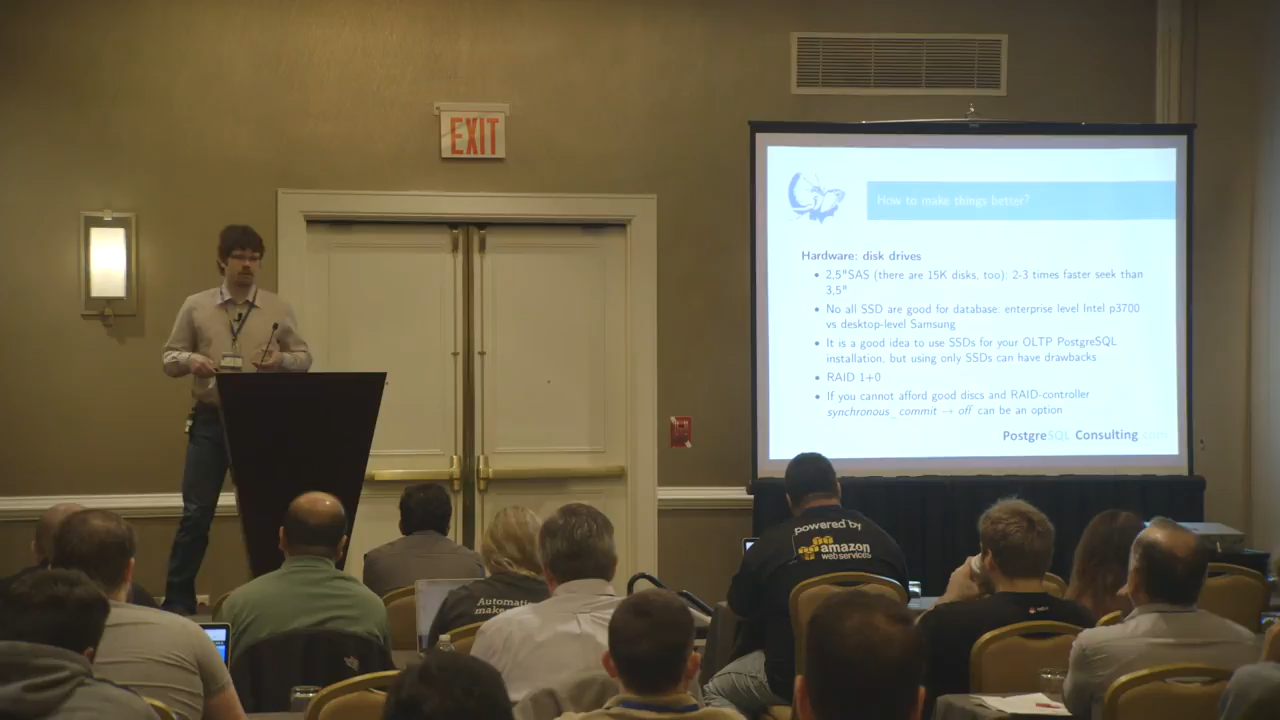 EXIT
How to make things better?
Hardware: disk drives
• 2,5"SAS (there are 15K disks, too): 2-3 times faster seek than
3,5"
• No all SSD are good for database: enterprise level Intel p3700
vs desktop-level Samsung
• It is a good idea to use SSDs for your OLTP PostgreSQL
installation, but using only SSDs can have drawbacks
• RAID 1+0
• If you cannot afford good discs and RAID-controller
synchronous_commit → off can be an option
PostgreSQL Consulting.com
powered by
amazon
webservices
Automation